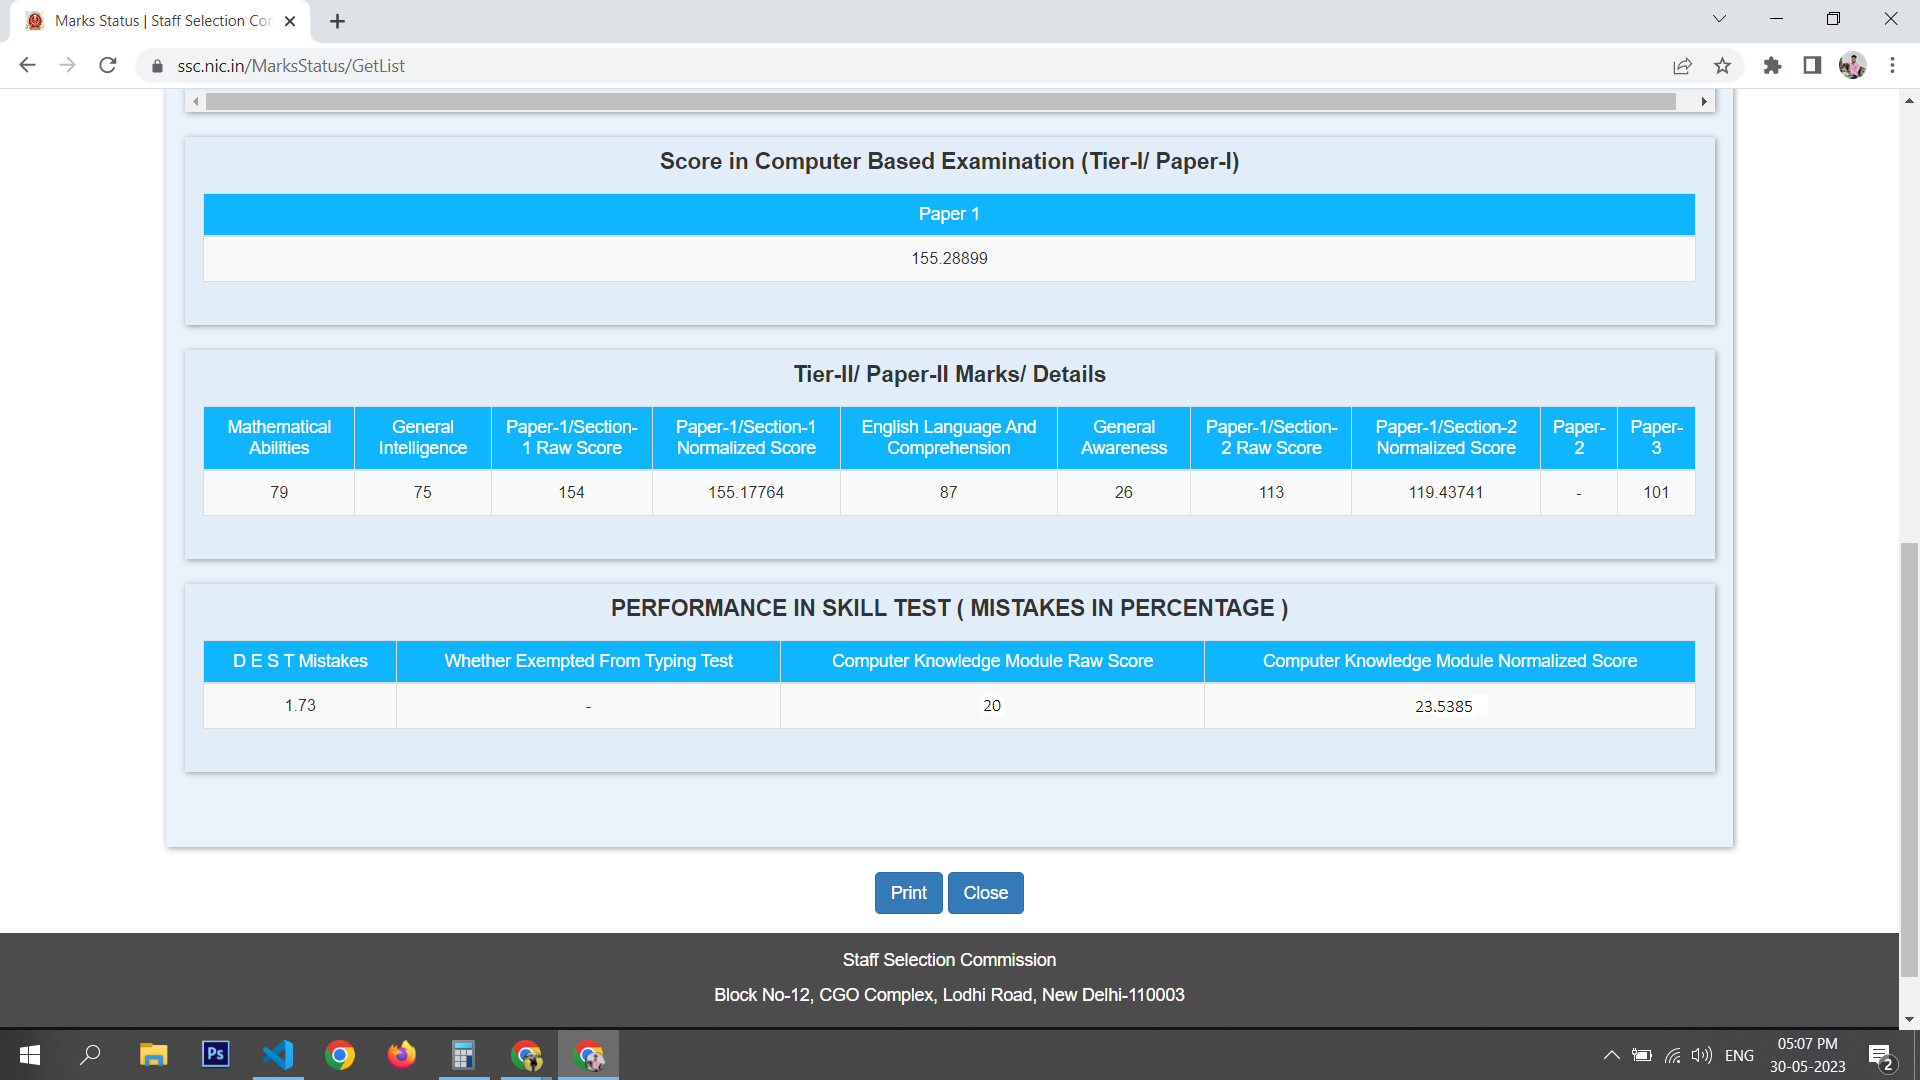 Marks Status | Staff Selection Con
ssc.nic.in/MarksStatus/GetList
Score in Computer Based Examination (Tier-I/ Paper-I)
Paper 1
155.28899
Tier-II/ Paper-II Marks/ Details
Mathematical Abilities General Intelligence Paper-1/Section-1 Raw Score Paper-1/Section-1 Normalized Score English Language And Comprehension General Awareness Paper-1/Section-2 Raw Score Paper-1/Section-2 Normalized Score Paper-2 Paper-3
79 75 154 155.17764 87 26 113 119.43741 - 101
PERFORMANCE IN SKILL TEST ( MISTAKES IN PERCENTAGE )
D E S T Mistakes Whether Exempted From Typing Test Computer Knowledge Module Raw Score Computer Knowledge Module Normalized Score
1.73 - 20 23.5385
Print Close
Staff Selection Commission
Block No-12, CGO Complex, Lodhi Road, New Delhi-110003
Ps
ENG
05:07 PM
30-05-2023
2